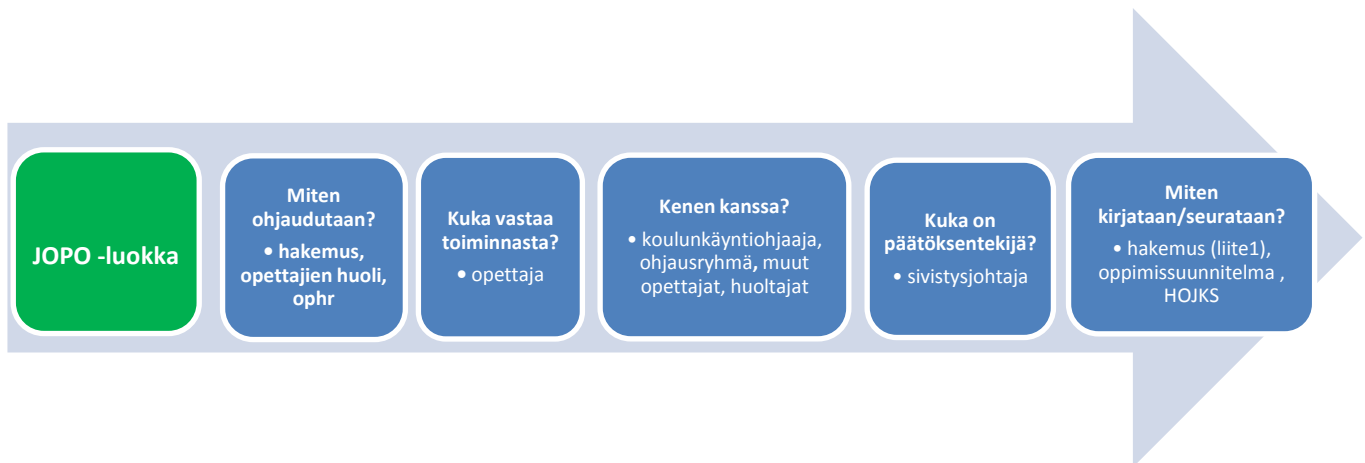 JOPO -luokka
Miten
ohjaudutaan?
• hakemus,
opettajien huoli,
ophr
Kuka vastaa
toiminnasta?
• opettaja
Kenen kanssa?
• koulunkäyntiohjaaja,
ohjausryhmä, muut
opettajat, huoltajat
Kuka on
päätöksentekijä?
• sivistysjohtaja
Miten
kirjataan/seurataan?
• hakemus (liite1),
oppimissuunnitelma ,
HOJKS